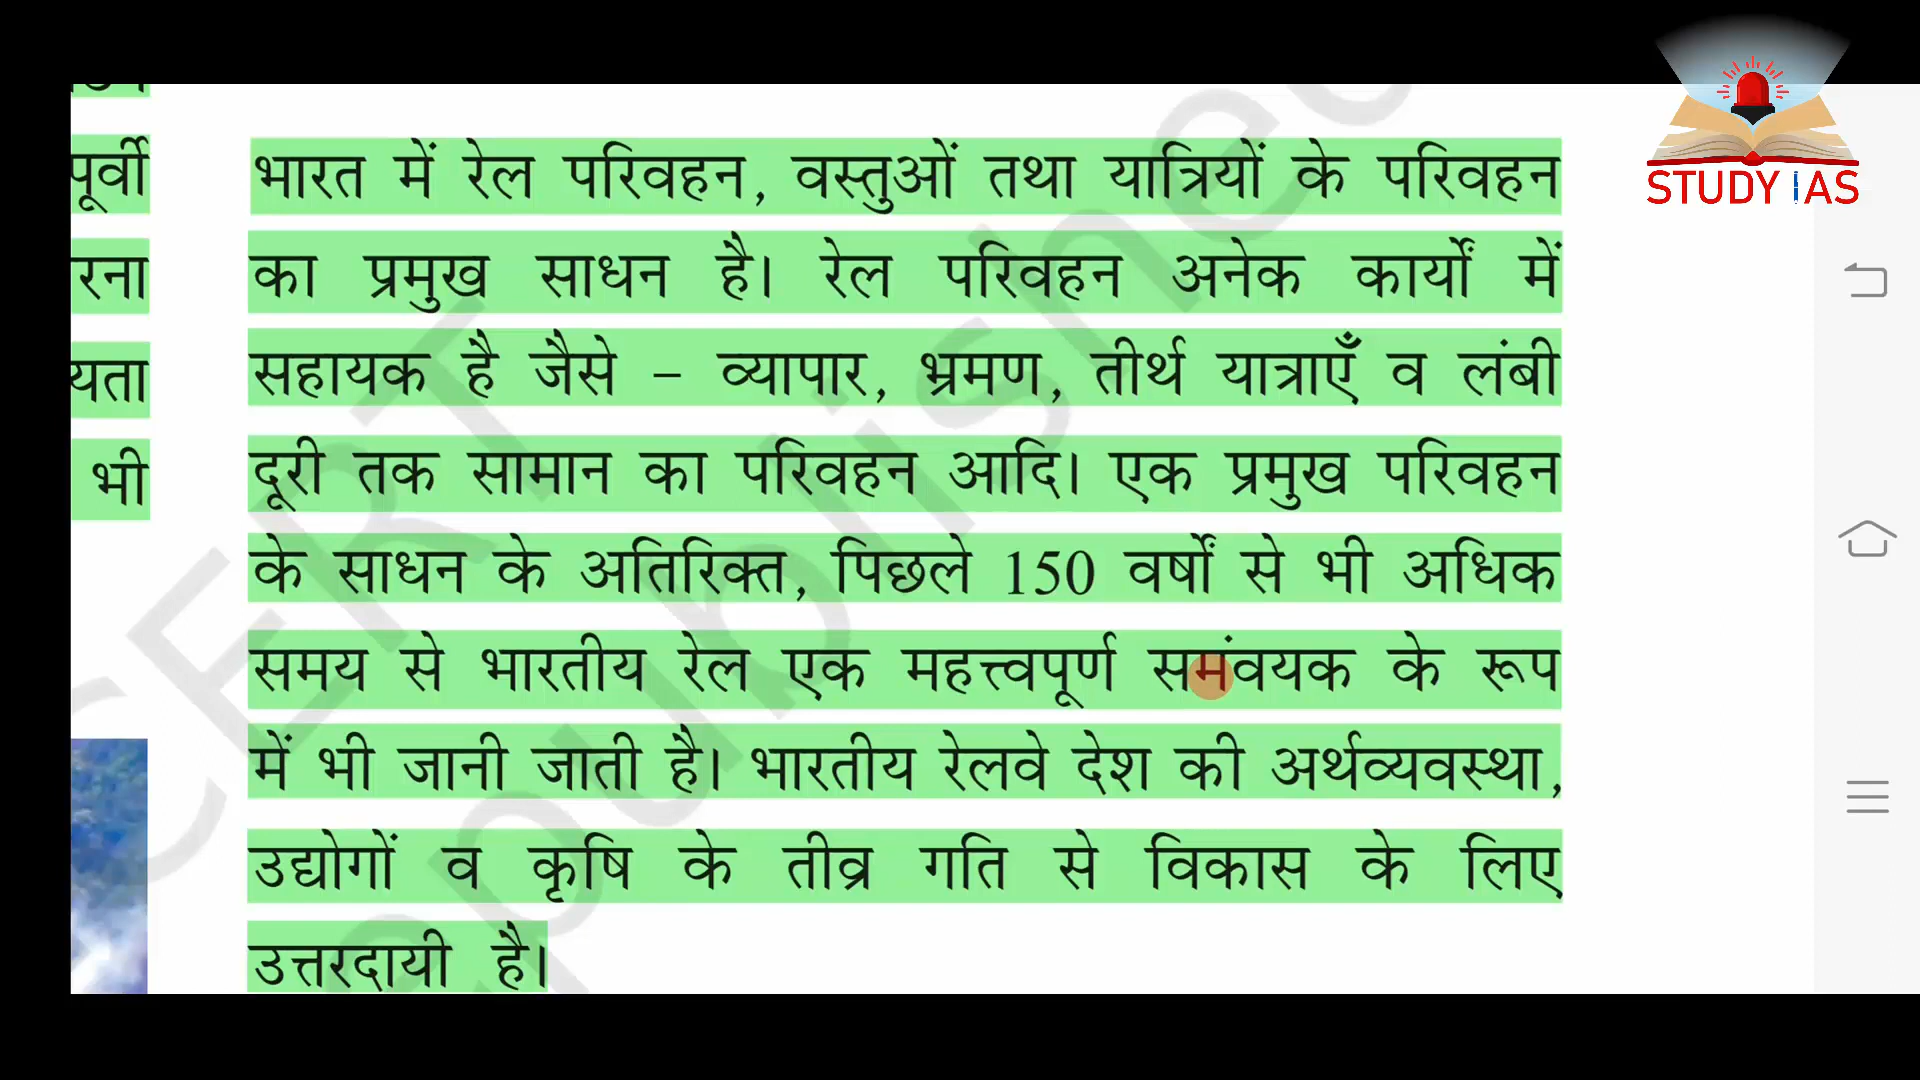 पूर्वी
रना
यता
भी
भारत में रेल परिवहन, वस्तुओं तथा यात्रियों के परिवहन
का प्रमुख साधन है। रेल परिवहन अनेक कार्यों में
सहायक है जैसे – व्यापार, भ्रमण, तीर्थ यात्राएँ व लंबी
दूरी तक सामान का परिवहन आदि। एक प्रमुख परिवहन
के साधन के अतिरिक्त, पिछले 150 वर्षों से भी अधिक
समय से भारतीय रेल एक महत्त्वपूर्ण समंवयक के रूप
में भी जानी जाती है। भारतीय रेलवे देश की अर्थव्यवस्था,
उद्योगों व कृषि के तीव्र गति से विकास के लिए
उत्तरदायी है।
STUDY IAS